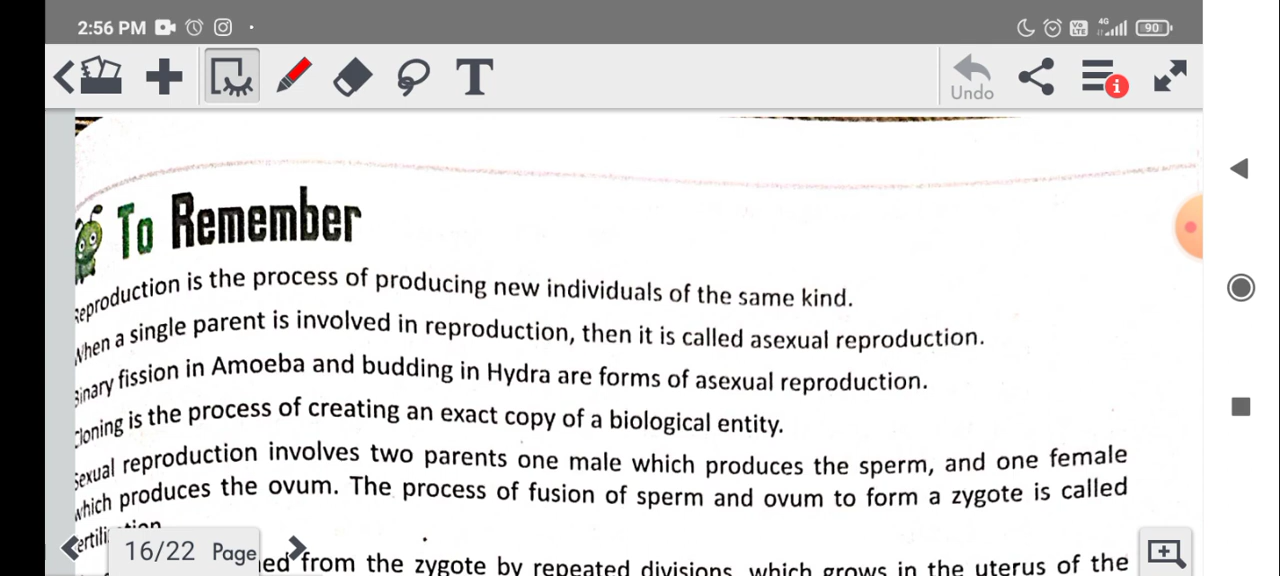 2:56 PM
4G
90
T
Undo
To Remember
Reproduction is the process of producing new individuals of the same kind.
When a single parent is involved in reproduction, then it is called asexual reproduction.
Binary fission in Amoeba and budding in Hydra are forms of asexual reproduction.
Cloning is the process of creating an exact copy of a biological entity.
Sexual reproduction involves two parents one male which produces the sperm, and one female
which produces the ovum. The process of fusion of sperm and ovum to form a zygote is called
16/22 Page
from the zygote by repeated divisions, which grows in the uterus of the